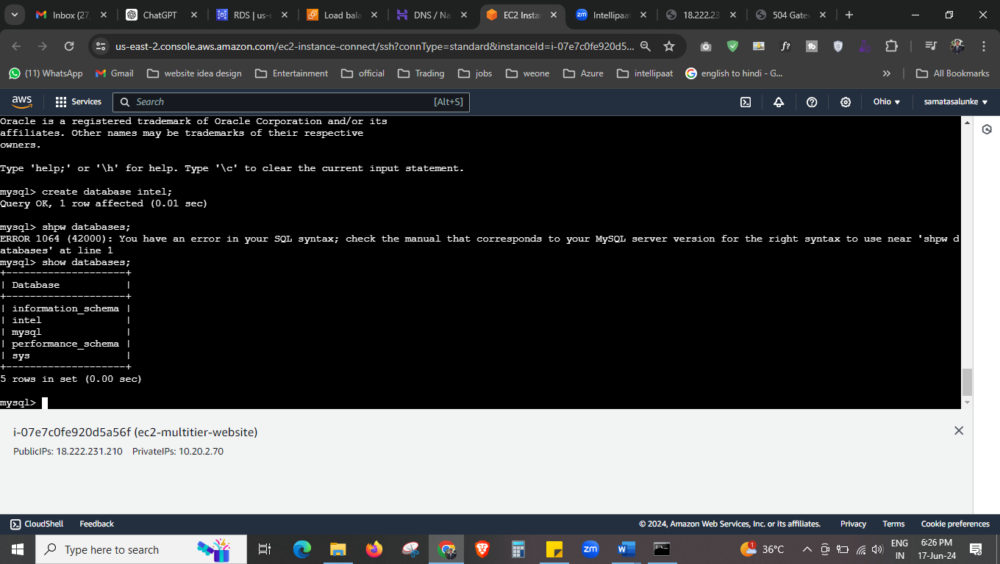 Inbox (27,
ChatGPT
RDS | us-e
Load bala
DNS / Na
EC2 Insta
Intellipaat
18.222.23
504 Gatew
us-east-2.console.aws.amazon.com/ec2-instance-connect/ssh?connType=standard&instanceId=i-07e7c0fe920d5...
(11) WhatsApp
Gmail
website idea design
Entertainment
official
Trading
jobs
weone
Azure
intellipaat
english to hindi - G...
All Bookmarks
aws
Services
Search
[Alt+S]
Ohio
samatasalunke
Oracle is a registered trademark of Oracle Corporation and/or its
affiliates. Other names may be trademarks of their respective
owners.
Type 'help;' or '\h' for help. Type '\c' to clear the current input statement.
mysql> create database intel;
Query OK, 1 row affected (0.01 sec)
mysql> shpw databases;
ERROR 1064 (42000): You have an error in your SQL syntax; check the manual that corresponds to your MySQL server version for the right syntax to use near 'shpw d
atabases' at line 1
mysql> show databases;
+--------------------+
| Database           |
+--------------------+
| information_schema |
| intel              |
| mysql              |
| performance_schema |
| sys                |
+--------------------+
5 rows in set (0.00 sec)
mysql>
i-07e7c0fe920d5a56f (ec2-multitier-website)
PublicIPs: 18.222.231.210 PrivateIPs: 10.20.2.70
CloudShell
Feedback
© 2024, Amazon Web Services, Inc. or its affiliates.
Privacy
Terms
Cookie preferences
Type here to search
36°C
ENG
IN
6:26 PM
17-Jun-24